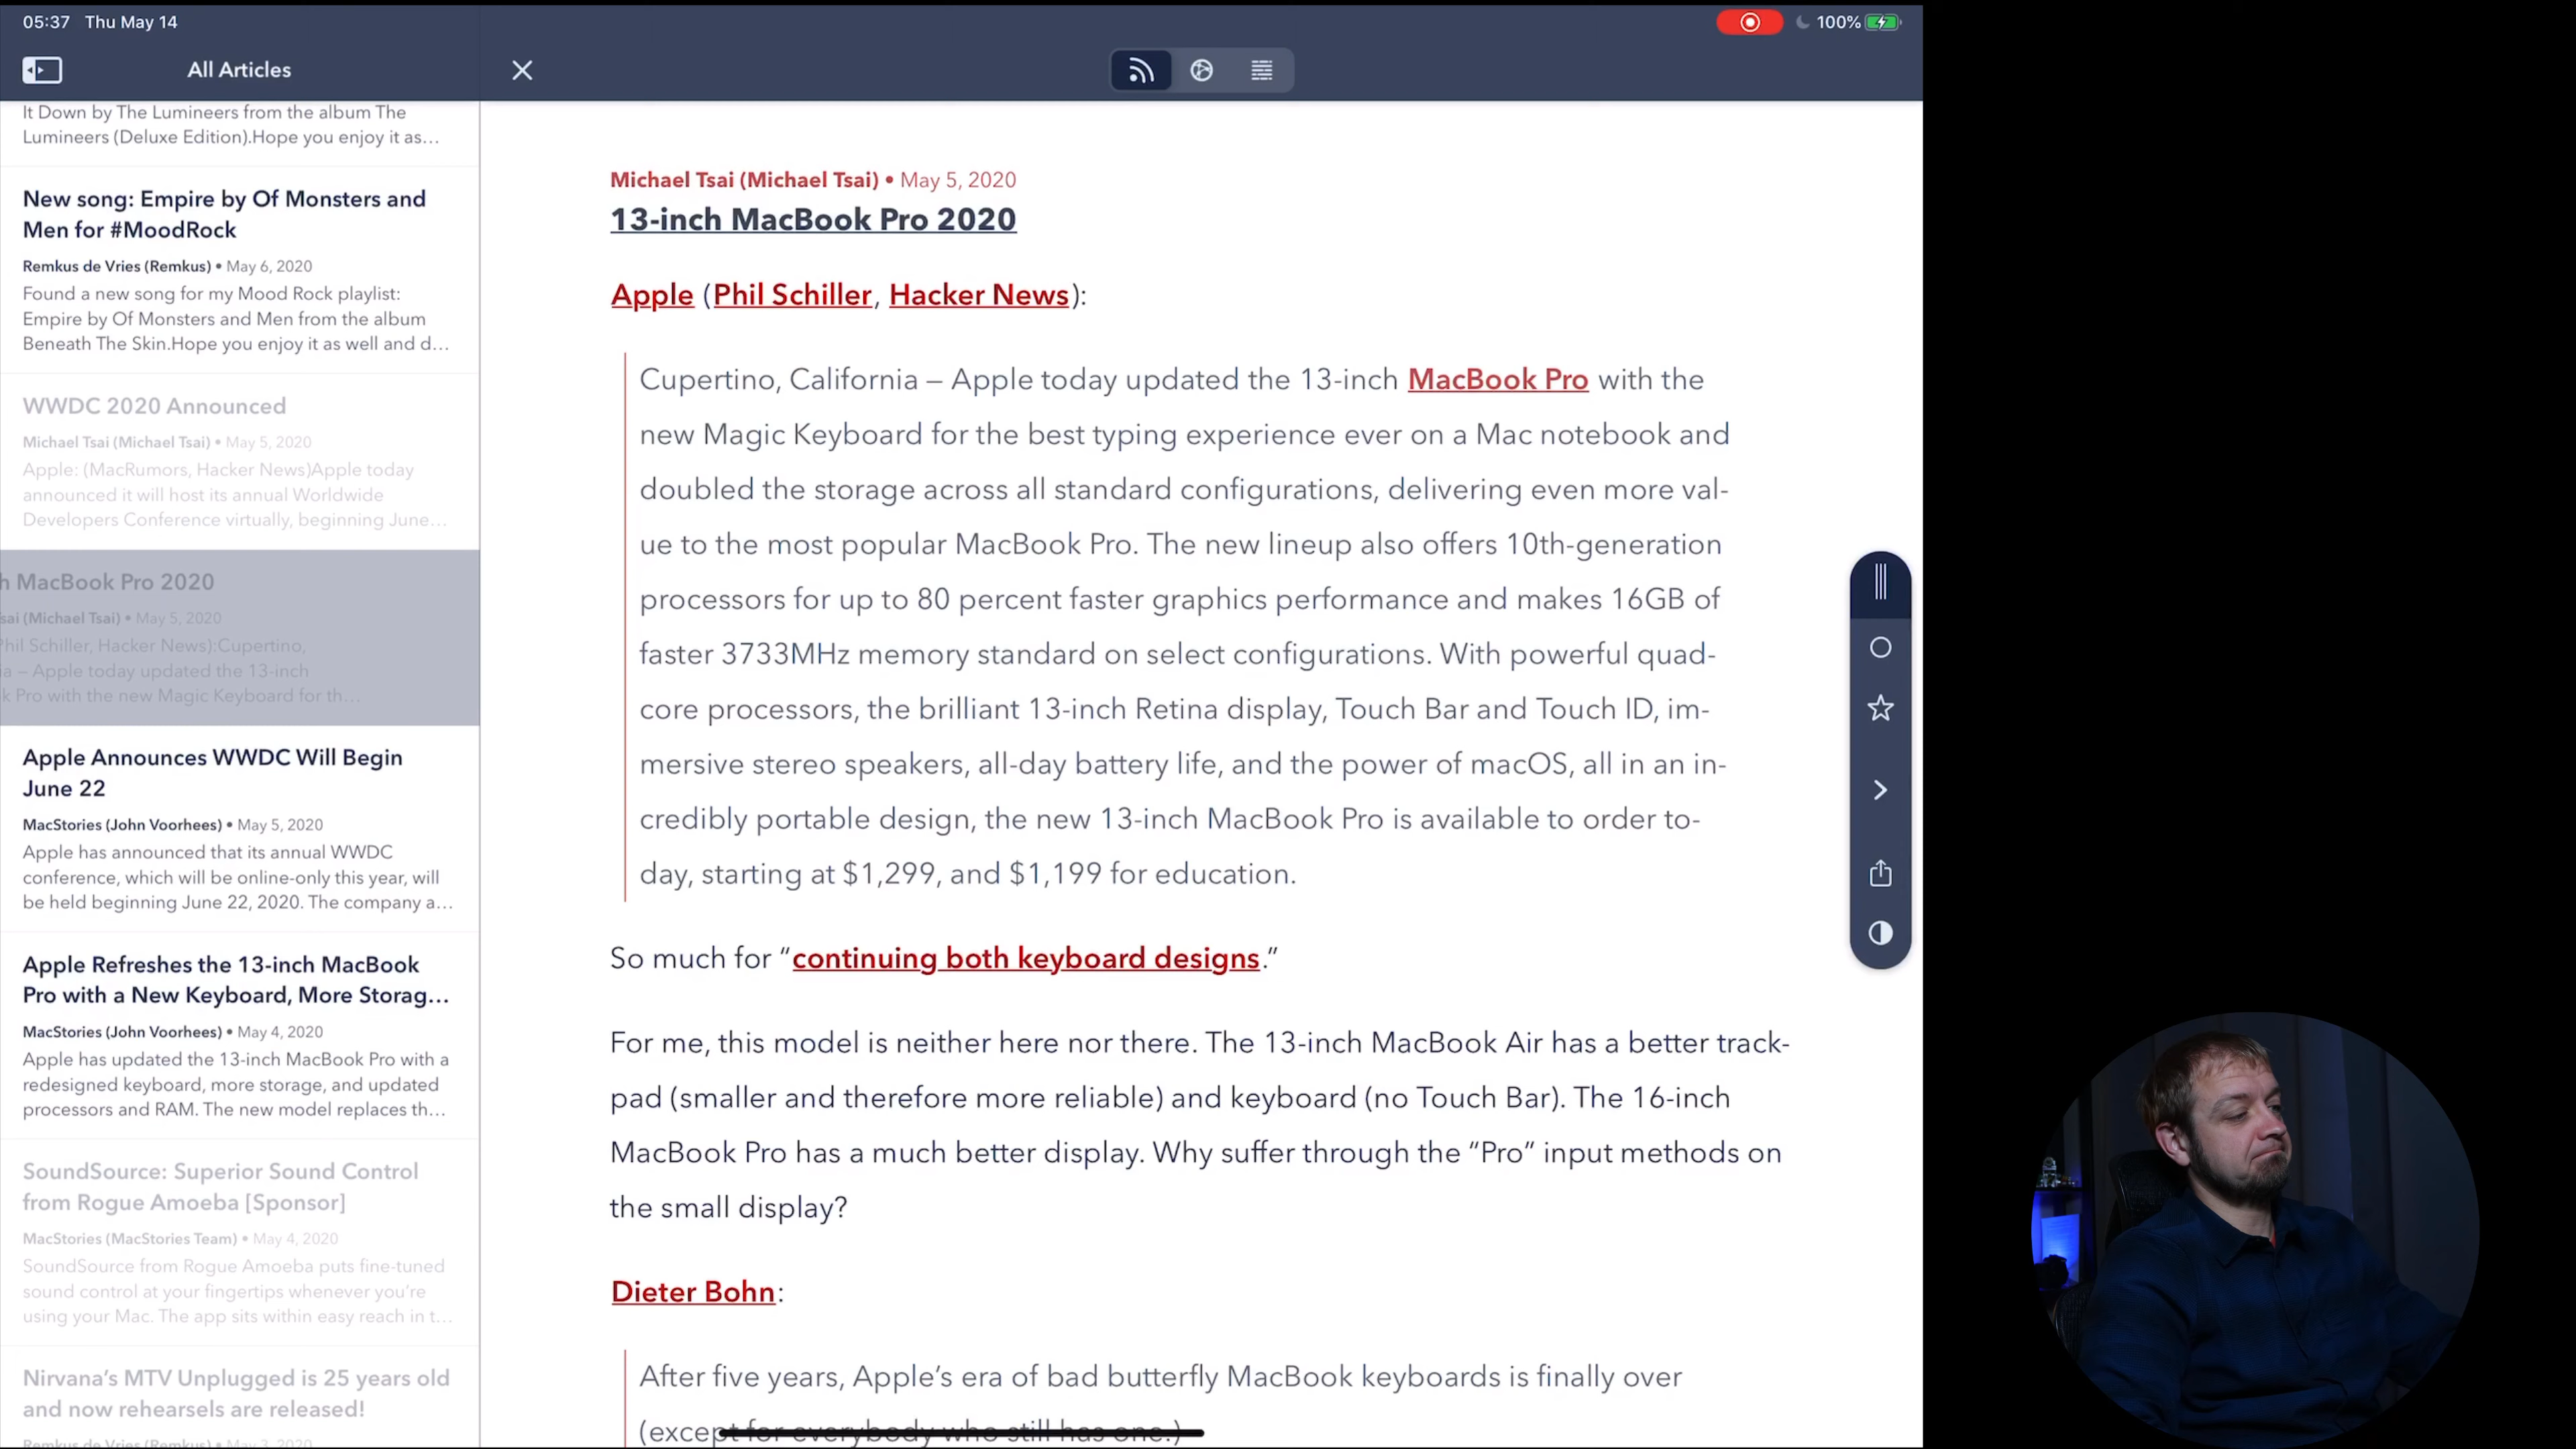 05:37 Thu May 14
100%
All Articles
It Down by The Lumineers from the album The
Lumineers (Deluxe Edition).Hope you enjoy it as…
New song: Empire by Of Monsters and
Men for #MoodRock
Remkus de Vries (Remkus) • May 6, 2020
Found a new song for my Mood Rock playlist:
Empire by Of Monsters and Men from the album
Beneath The Skin.Hope you enjoy it as well and d…
WWDC 2020 Announced
Michael Tsai (Michael Tsai) • May 5, 2020
Apple: (MacRumors, Hacker News)Apple today
announced it will host its annual Worldwide
Developers Conference virtually, beginning June…
h MacBook Pro 2020
sai (Michael Tsai) • May 5, 2020
Phil Schiller, Hacker News):Cupertino,
ia – Apple today updated the 13-inch
k Pro with the new Magic Keyboard for th…
Apple Announces WWDC Will Begin
June 22
MacStories (John Voorhees) • May 5, 2020
Apple has announced that its annual WWDC
conference, which will be online-only this year, will
be held beginning June 22, 2020. The company a…
Apple Refreshes the 13-inch MacBook
Pro with a New Keyboard, More Storag…
MacStories (John Voorhees) • May 4, 2020
Apple has updated the 13-inch MacBook Pro with a
redesigned keyboard, more storage, and updated
processors and RAM. The new model replaces th…
SoundSource: Superior Sound Control
from Rogue Amoeba [Sponsor]
MacStories (MacStories Team) • May 4, 2020
SoundSource from Rogue Amoeba puts fine-tuned
sound control at your fingertips whenever you're
using your Mac. The app sits within easy reach in t…
Nirvana's MTV Unplugged is 25 years old
and now rehearsels are released!
Remkus de Vries (Remkus) • May 3, 2020
Michael Tsai (Michael Tsai) • May 5, 2020
13-inch MacBook Pro 2020
Apple (Phil Schiller, Hacker News):
Cupertino, California – Apple today updated the 13-inch MacBook Pro with the
new Magic Keyboard for the best typing experience ever on a Mac notebook and
doubled the storage across all standard configurations, delivering even more val-
ue to the most popular MacBook Pro. The new lineup also offers 10th-generation
processors for up to 80 percent faster graphics performance and makes 16GB of
faster 3733MHz memory standard on select configurations. With powerful quad-
core processors, the brilliant 13-inch Retina display, Touch Bar and Touch ID, im-
mersive stereo speakers, all-day battery life, and the power of macOS, all in an in-
credibly portable design, the new 13-inch MacBook Pro is available to order to-
day, starting at $1,299, and $1,199 for education.
So much for “continuing both keyboard designs.”
For me, this model is neither here nor there. The 13-inch MacBook Air has a better track-
pad (smaller and therefore more reliable) and keyboard (no Touch Bar). The 16-inch
MacBook Pro has a much better display. Why suffer through the “Pro” input methods on
the small display?
Dieter Bohn:
After five years, Apple’s era of bad butterfly MacBook keyboards is finally over
(except for everybody who still has one.)